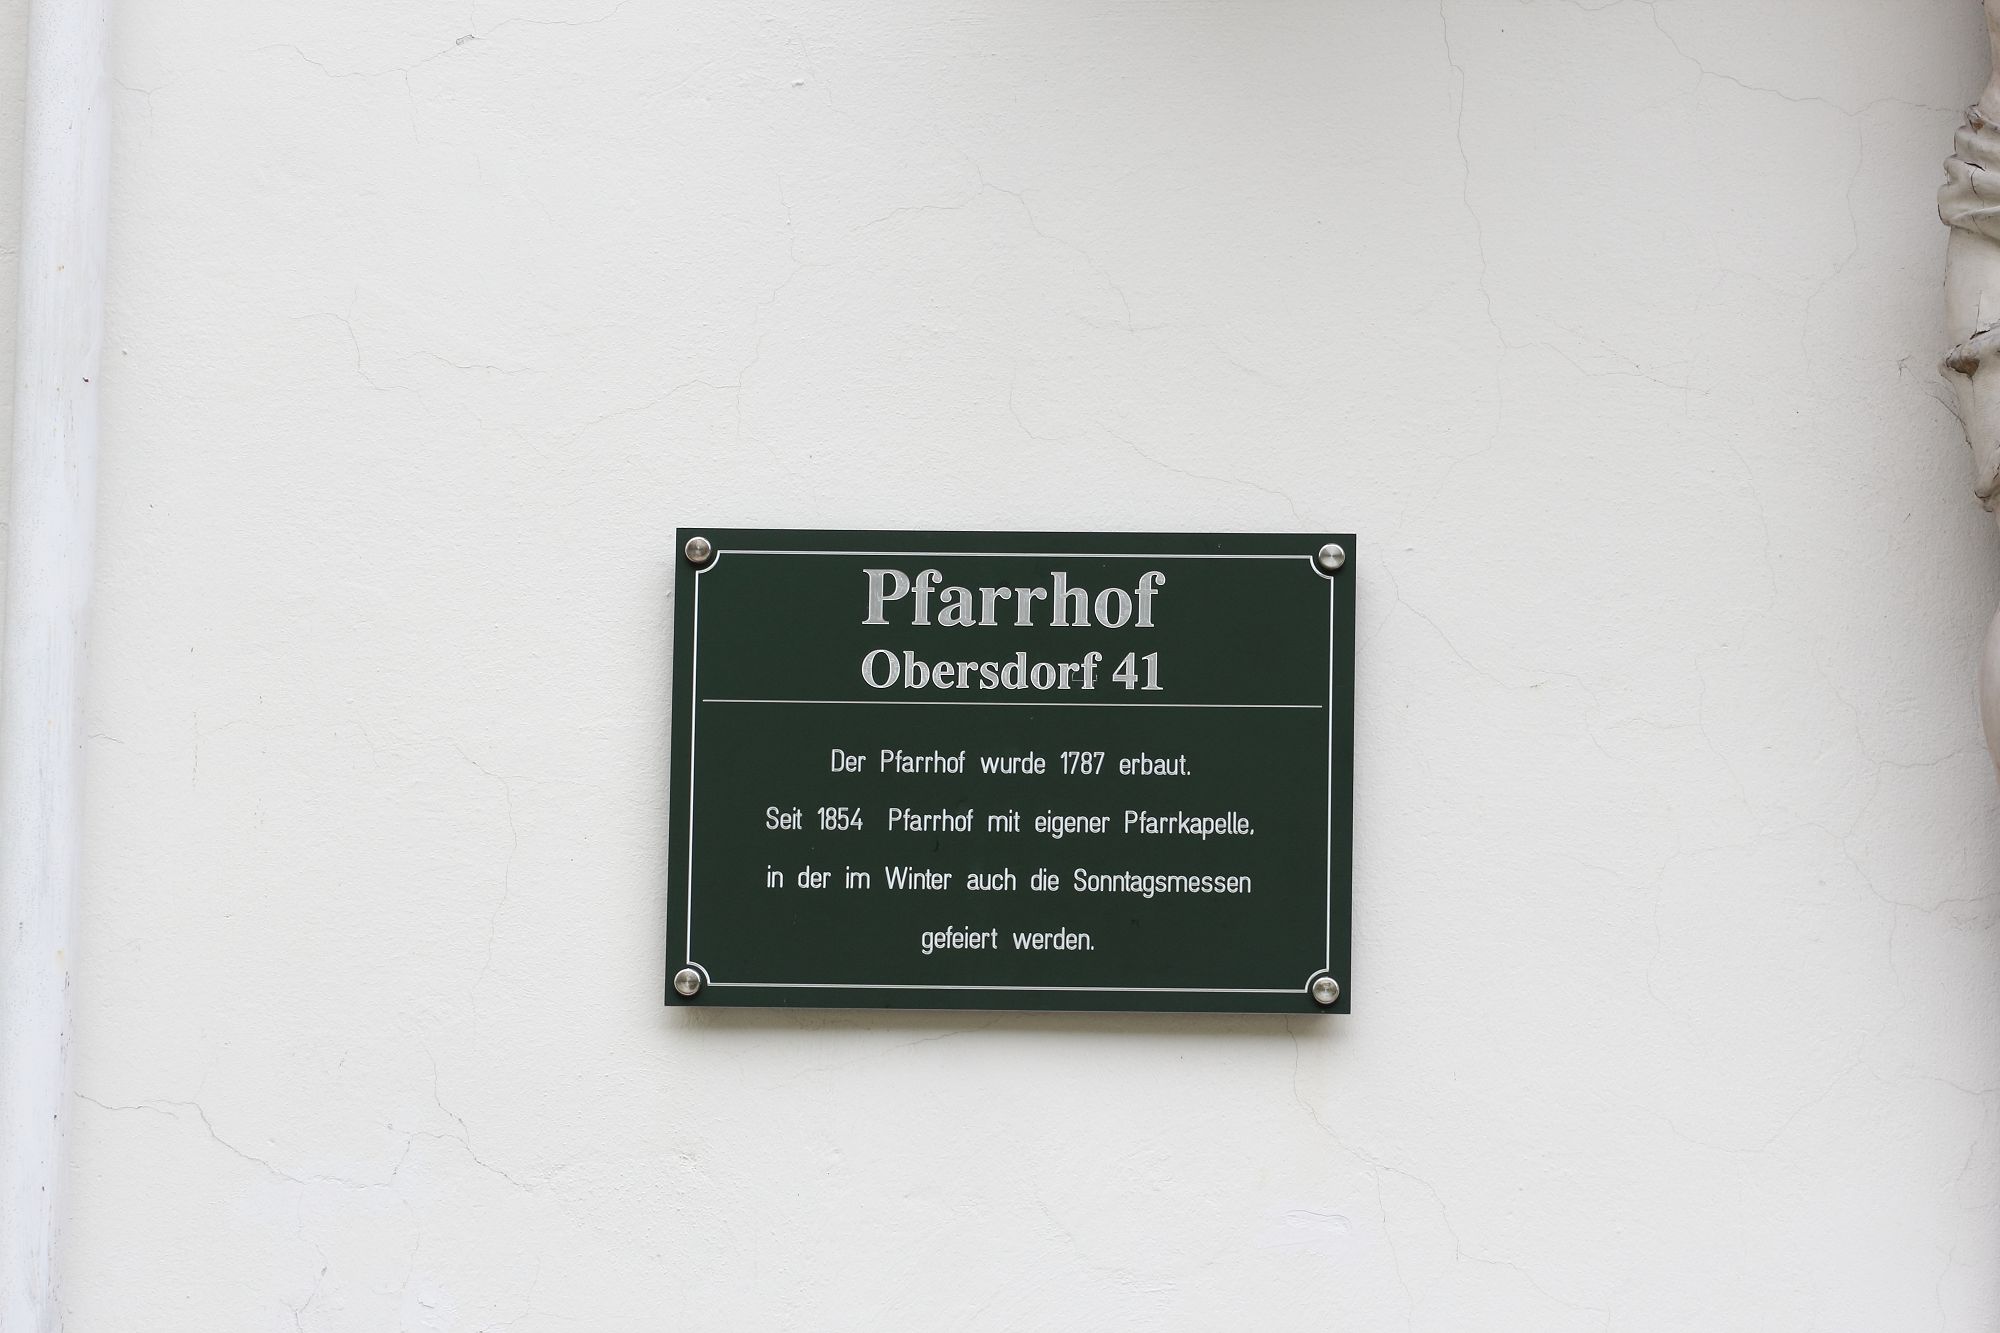 Pfarrhof
Obersdorf 41
Der Pfarrhof wurde 1787 erbaut.
Seit 1854 Pfarrhof mit eigener Pfarrkapelle,
in der im Winter auch die Sonntagsmessen
gefeiert werden.